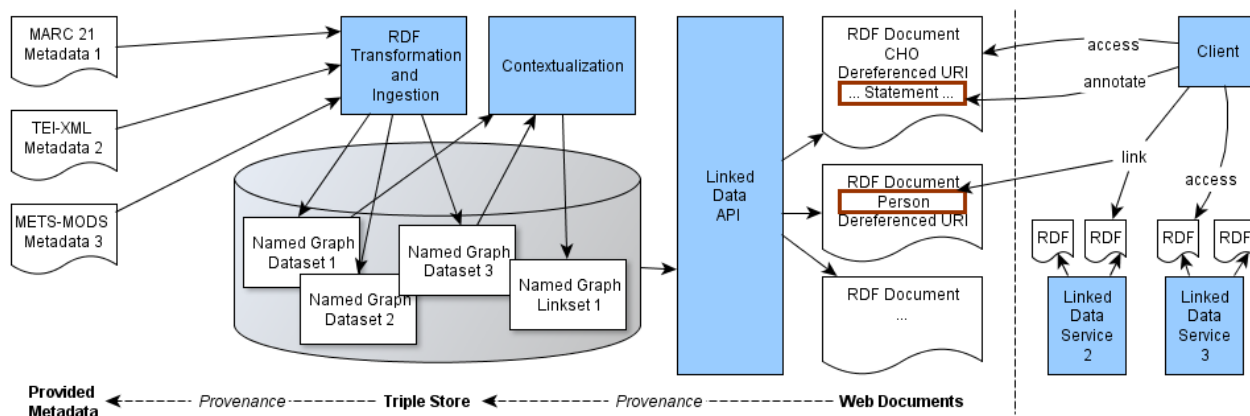 MARC 21
Metadata 1
TEI-XML
Metadata 2
METS-MODS
Metadata 3
RDF
Transformation
and
Ingestion
Contextualization
Named Graph
Dataset 1
Named Graph
Dataset 2
Named Graph
Dataset 3
Named Graph
Linkset 1
Linked
Data
API
RDF Document
CHO
Dereferenced URI
... Statement ...
RDF Document
Person
Dereferenced URI
RDF Document
...
access
annotate
link
access
Client
RDF
RDF
RDF
RDF
Linked
Data
Service
2
Linked
Data
Service
3
Provided
Metadata
Provenance
Triple Store
Provenance
Web Documents